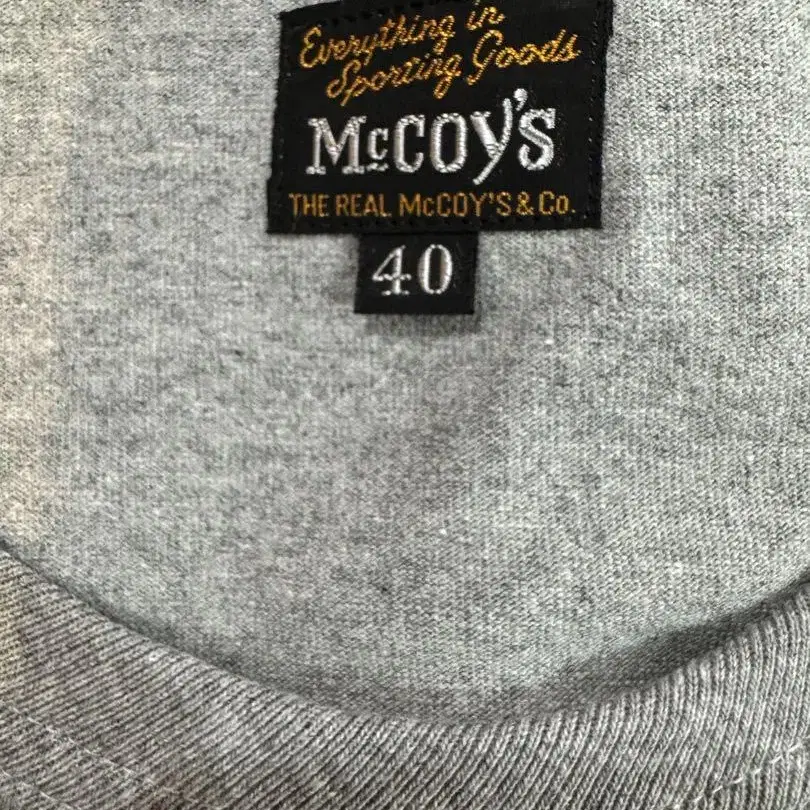 Everything in
Sporting Goods
McCOY'S
THE REAL McCOY'S & Co.
40